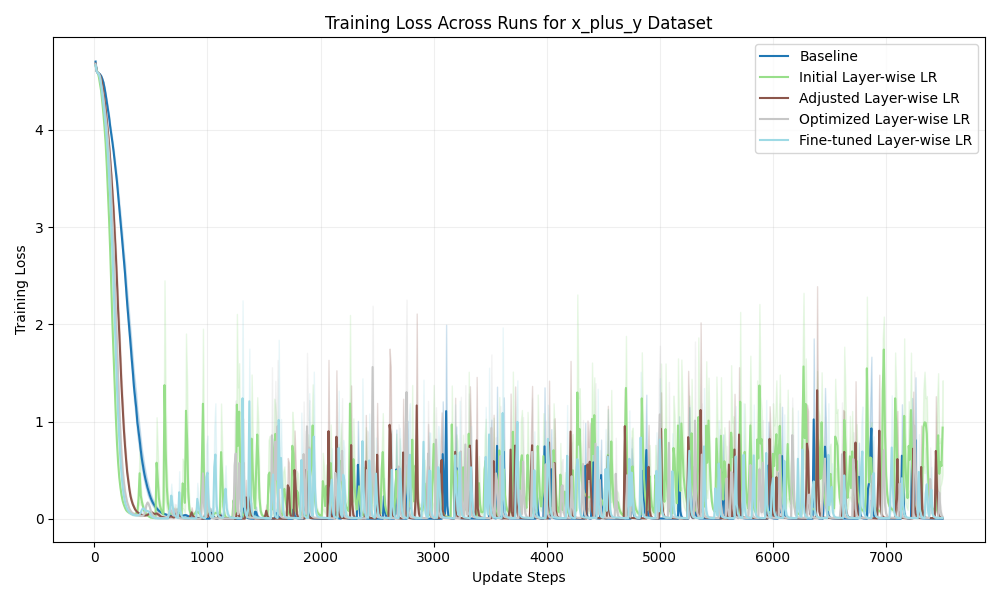 Training Loss Across Runs for x_plus_y Dataset
Baseline
Initial Layer-wise LR
Adjusted Layer-wise LR
Optimized Layer-wise LR
Fine-tuned Layer-wise LR
Training Loss
4
3
2
1
0
0 1000 2000 3000 4000 5000 6000 7000
Update Steps